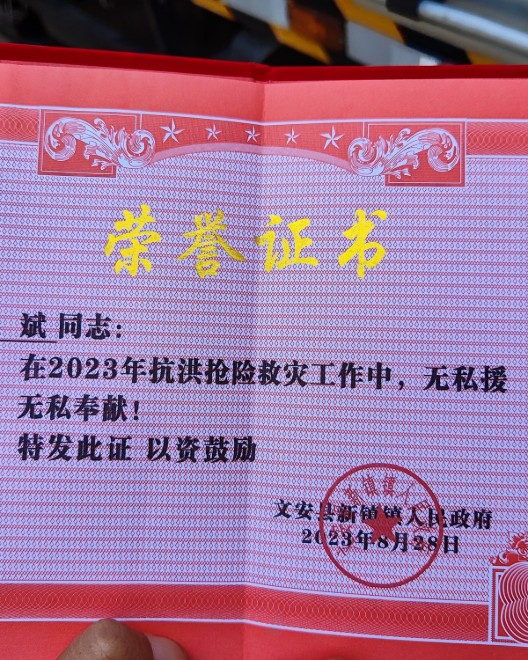 荣誉证书
斌 同志：
在2023年抗洪抢险救灾工作中，无私援
无私奉献！
特发此证 以资鼓励
文安县新镇镇人民政府
2023年8月28日